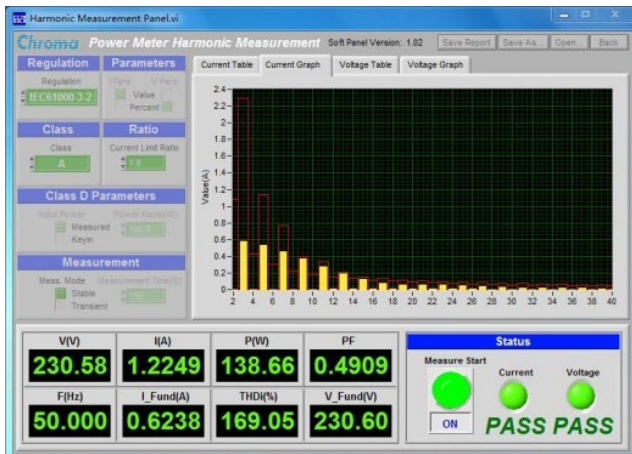 Harmonic Measurement Panel.vi
Chroma Power Meter Harmonic Measurement Soft Panel Version: 1.02 Save Report Save As... Open... Back
Regulation Parameters
Regulation I Para. V Para.
IEC61000-3-2 Value
Percent
Class Ratio
Class Current Limit Ratio
A 1.0
Class D Parameters
Input Power Power Keyin(W)
Measured
Keyin
Measurement
Meas. Mode Measurement Time(S)
Stable
Transient
Current Table Current Graph Voltage Table Voltage Graph
Value(A)
2.4
2
1.8
1.6
1.4
1.2
1
0.8
0.6
0.4
0.2
0
2 4 6 8 10 12 14 16 18 20 22 24 26 28 30 32 34 36 38 40
V(V) I(A) P(W) PF
230.58 1.2249 138.66 0.4909
F(Hz) I_Fund(A) THDi(%) V_Fund(V)
50.000 0.6238 169.05 230.60
Status
Measure Start Current Voltage
ON PASS PASS